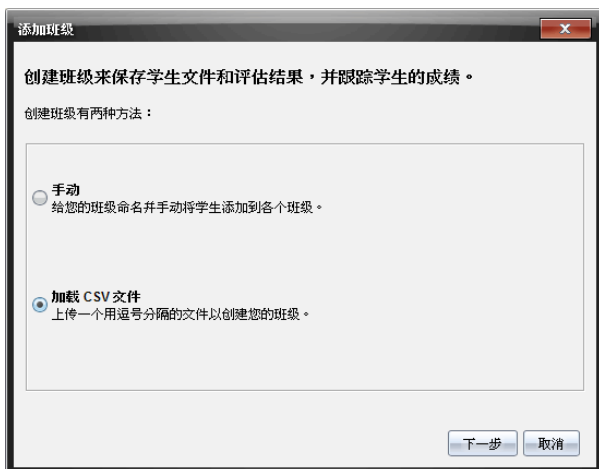 添加班级
创建班级来保存学生文件和评估结果，并跟踪学生的成绩。
创建班级有两种方法：
手动
给您的班级命名并手动将学生添加到各个班级。
加载 CSV 文件
上传一个用逗号分隔的文件以创建您的班级。
下一步 取消